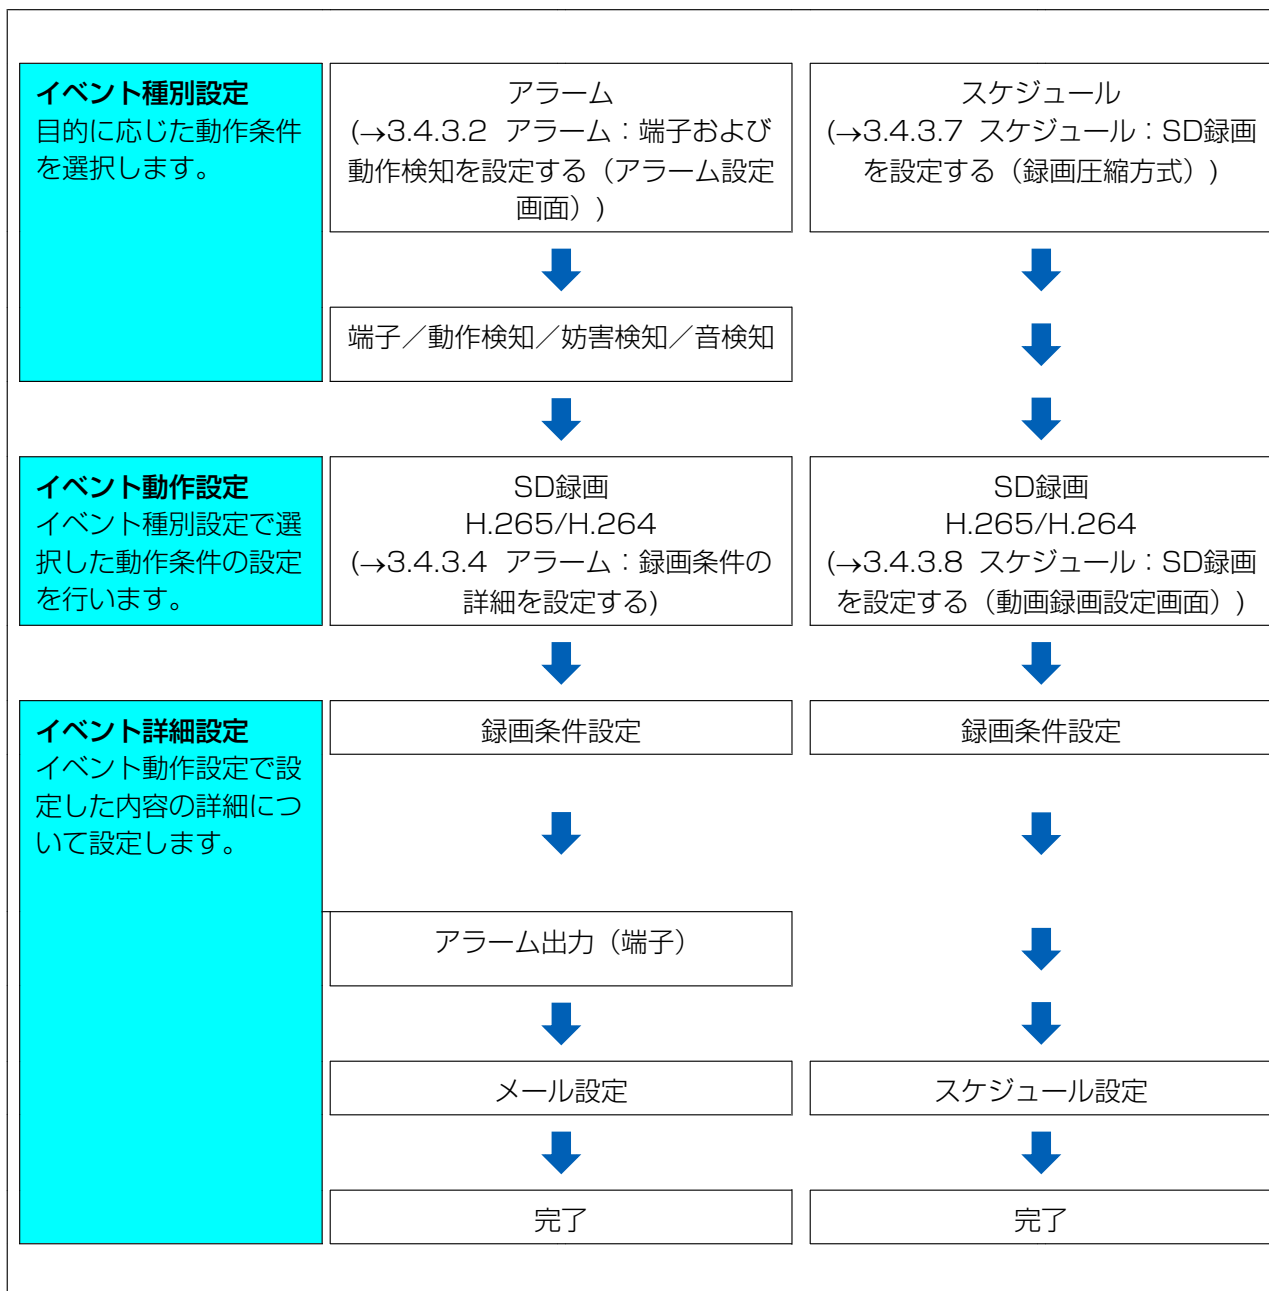 イベント種別設定
目的に応じた動作条件
を選択します。
アラーム
(→3.4.3.2 アラーム：端子および
動作検知を設定する（アラーム設定
画面）)
スケジュール
(→3.4.3.7 スケジュール：SD録画
を設定する（録画圧縮方式）)
端子／動作検知／妨害検知／音検知
イベント動作設定
イベント種別設定で選
択した動作条件の設定
を行います。
SD録画
H.265/H.264
(→3.4.3.4 アラーム：録画条件の
詳細を設定する)
SD録画
H.265/H.264
(→3.4.3.8 スケジュール：SD録画
を設定する（動画録画設定画面）)
イベント詳細設定
イベント動作設定で設
定した内容の詳細につ
いて設定します。
録画条件設定
録画条件設定
アラーム出力（端子）
メール設定
スケジュール設定
完了
完了